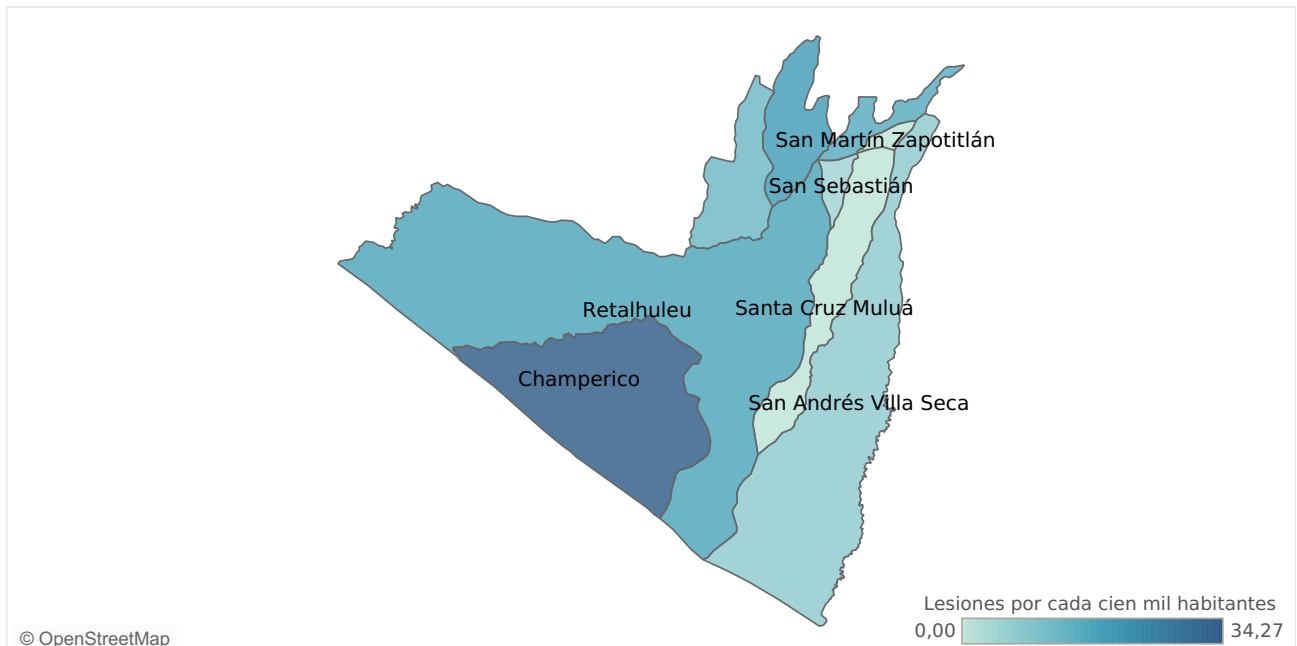 San Martín Zapotitlán
San Sebastián
Retalhuleu
Santa Cruz Muluá
Champerico
San Andrés Villa Seca
Lesiones por cada cien mil habitantes
0,00
34,27
© OpenStreetMap